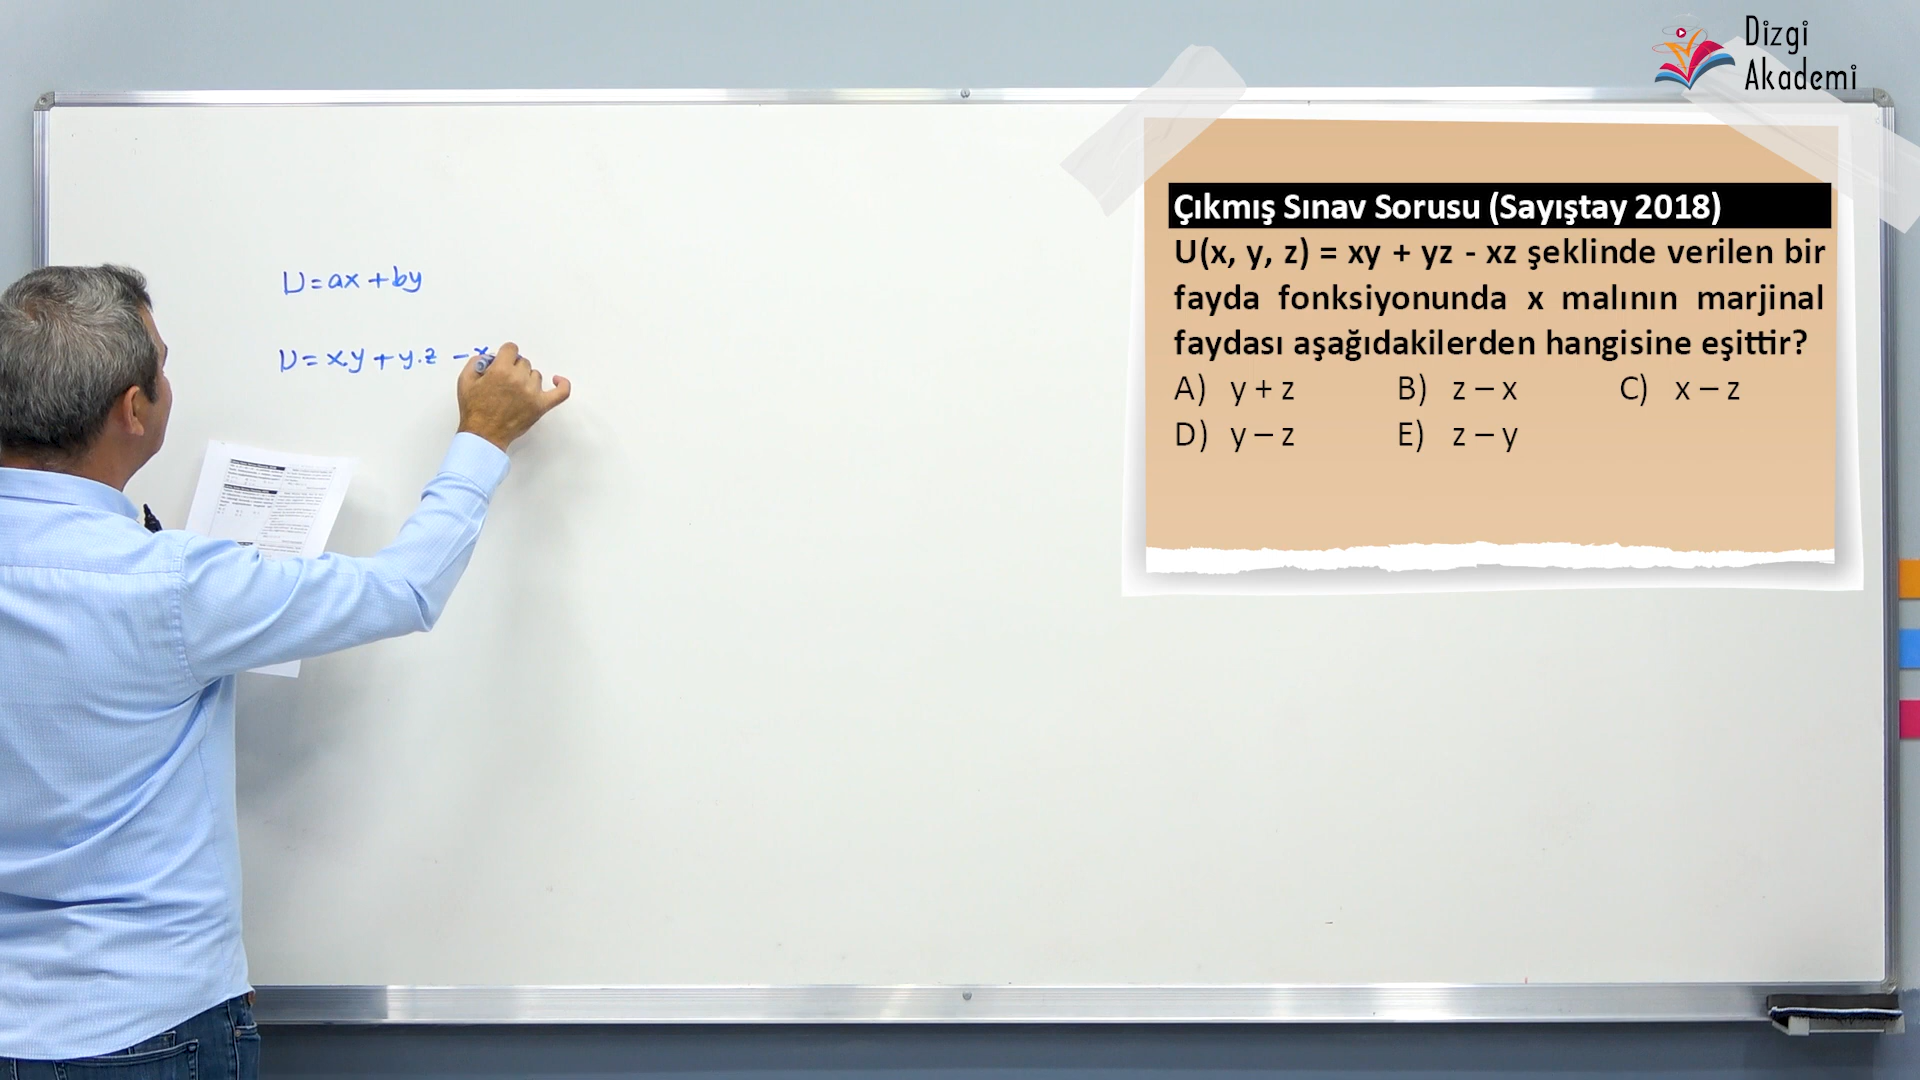 Dizgi
Akademi
Çıkmış Sınav Sorusu (Sayıştay 2018)
U(x, y, z) = xy + yz - xz şeklinde verilen bir
fayda fonksiyonunda x malının marjinal
faydası aşağıdakilerden hangisine eşittir?
A) y + z B) z – x C) x – z
D) y – z E) z – y
U = ax + by
U = x.y + y.z - x